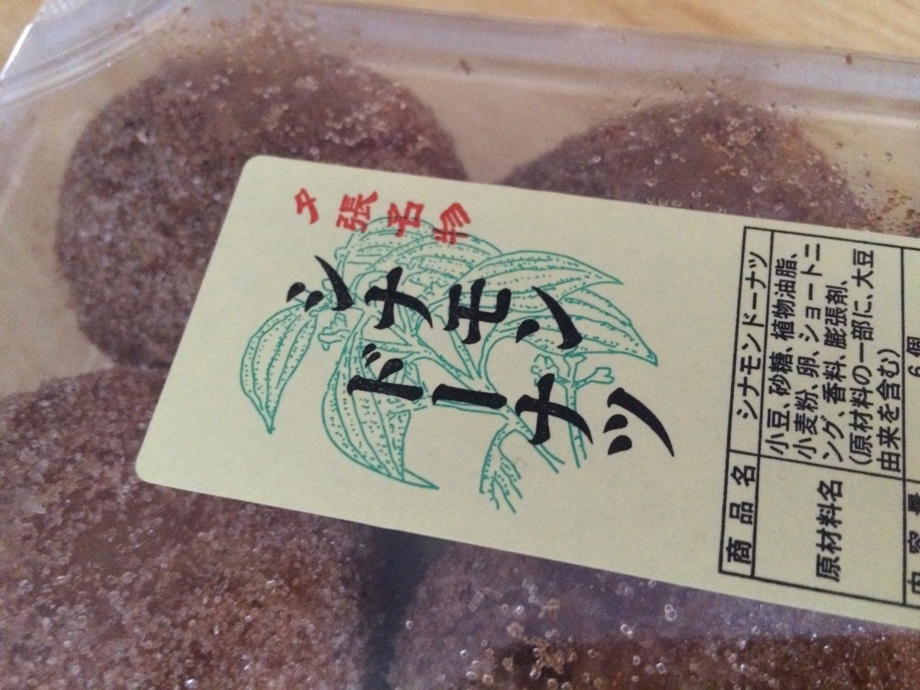 夕張名物
シナモン
ドーナツ
商品名 シナモンドーナツ
原材料名 小豆、砂糖、植物油脂、
小麦粉、卵、ショートニ
ング、香料、膨張剤、
(原材料の一部に、大豆
由来を含む)
内容量 6個